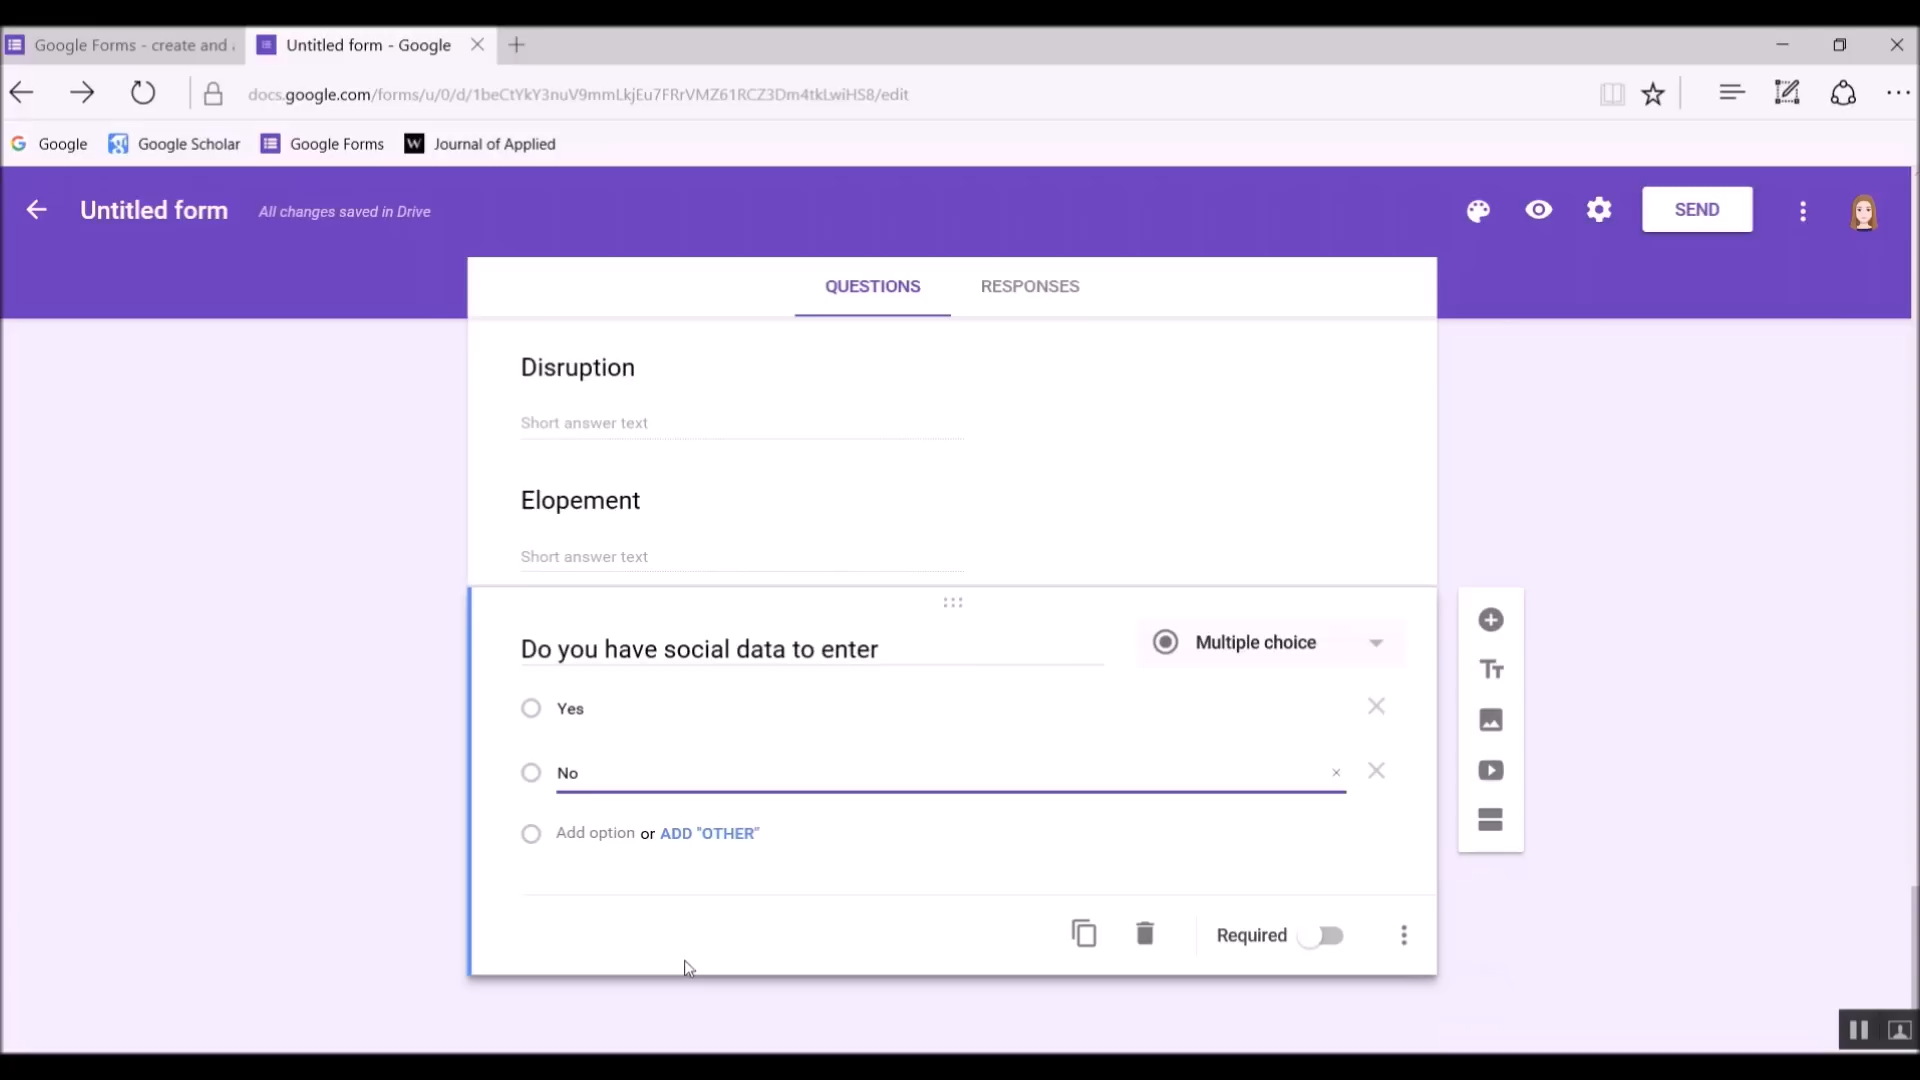 Google Forms - create and
Untitled form - Google
docs.google.com/forms/u/0/d/1beCtYkY3nuV9mmLkjEu7FRrVMZ61RCZ3Dm4tkLwiHS8/edit
Google
Google Scholar
Google Forms
W
Journal of Applied
Untitled form
All changes saved in Drive
SEND
QUESTIONS
RESPONSES
Disruption
Short answer text
Elopement
Short answer text
Do you have social data to enter
Multiple choice
Yes
No
Add option or ADD "OTHER"
Required